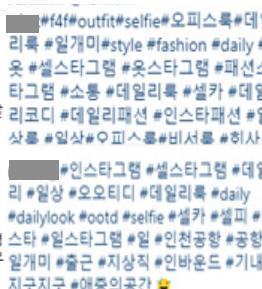 #f4f#outfit#selfie#오피스룩#데
리룩 #일개미#style #fashion #daily #
옷 #셀스타그램 #옷스타그램 #패션스
타그램 #소통 #데일리룩 #셀카 #데일
리코디 #데일리패션 #인스타패션 #일
상룩 #일상#오피스룩#비서룩 #회사
#인스타그램 #셀스타그램 #데일
리 #일상 #오오티디 #데일리룩 #daily
#dailylook #ootd #selfie #셀카 #셀피 #
스타 #일스타그램 #일 #인천공항 #공항
일개미 #출근 #지상직 #인바운드 #기내
지구지구 #애증의공간